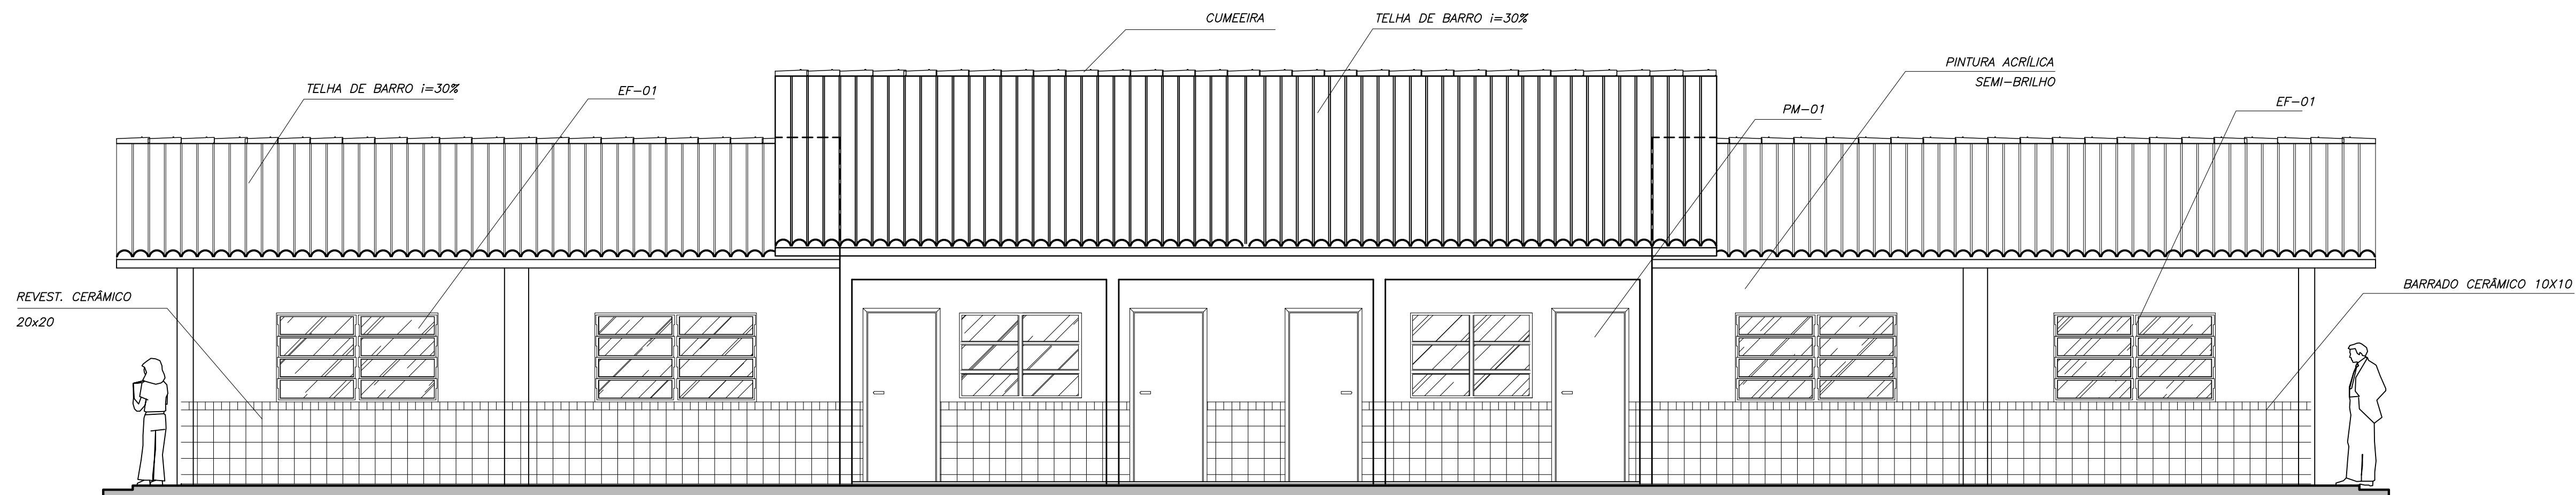 CUMEEIRA
TELHA DE BARRO i=30%
PINTURA ACRÍLICA
SEMI-BRILHO
TELHA DE BARRO i=30%
EF-01
PM-01
EF-01
REVEST. CERÂMICO
20x20
BARRADO CERÂMICO 10X10